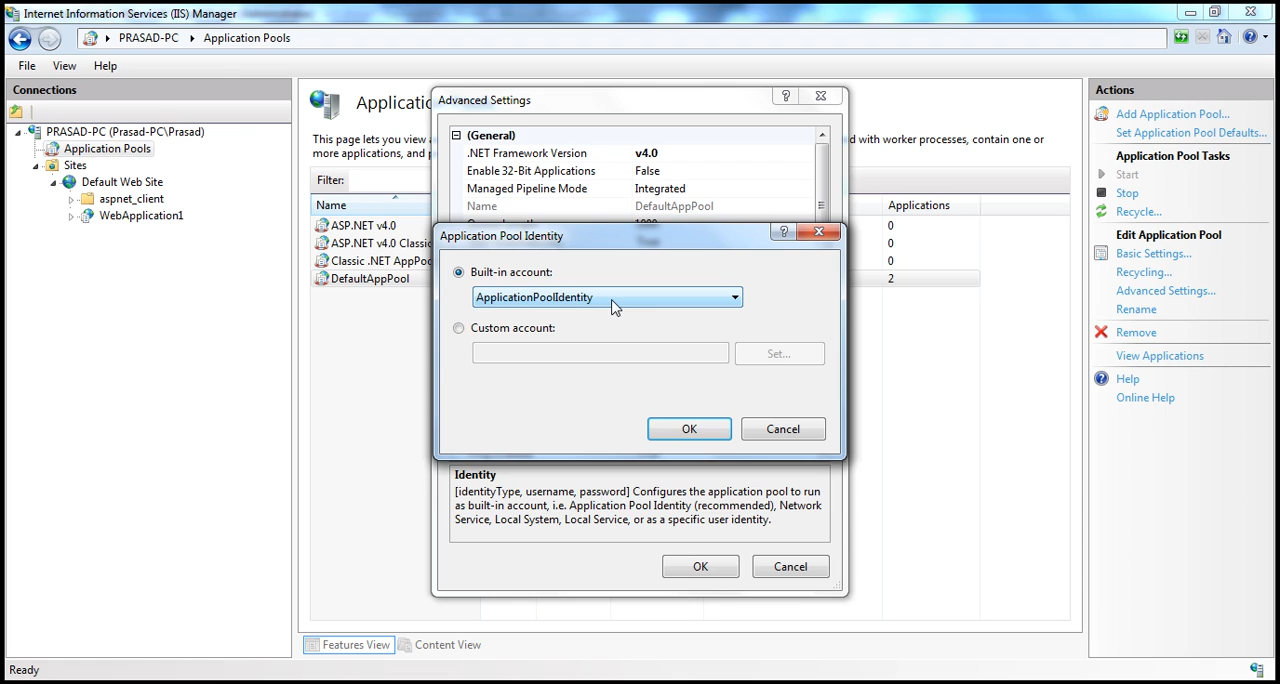 Internet Information Services (IIS) Manager
PRASAD-PC
Application Pools
File View Help
Connections
PRASAD-PC (Prasad-PC\Prasad)
Application Pools
Sites
Default Web Site
aspnet_client
WebApplication1
This page lets you view a
d with worker processes, contain one or
more applications, and p
Filter:
Name
Applications
ASP.NET v4.0
0
ASP.NET v4.0 Classic
0
Classic .NET AppPoo
0
DefaultAppPool
2
Features View
Content View
Ready
Advanced Settings
(General)
.NET Framework Version v4.0
Enable 32-Bit Applications False
Managed Pipeline Mode Integrated
Name DefaultAppPool
Application Pool Identity
Built-in account:
ApplicationPoolIdentity
Custom account:
Set...
OK Cancel
Identity
[identityType, username, password] Configures the application pool to run
as built-in account, i.e. Application Pool Identity (recommended), Network
Service, Local System, Local Service, or as a specific user identity.
OK Cancel
Actions
Add Application Pool...
Set Application Pool Defaults...
Application Pool Tasks
Start
Stop
Recycle...
Edit Application Pool
Basic Settings...
Recycling...
Advanced Settings...
Rename
Remove
View Applications
Help
Online Help